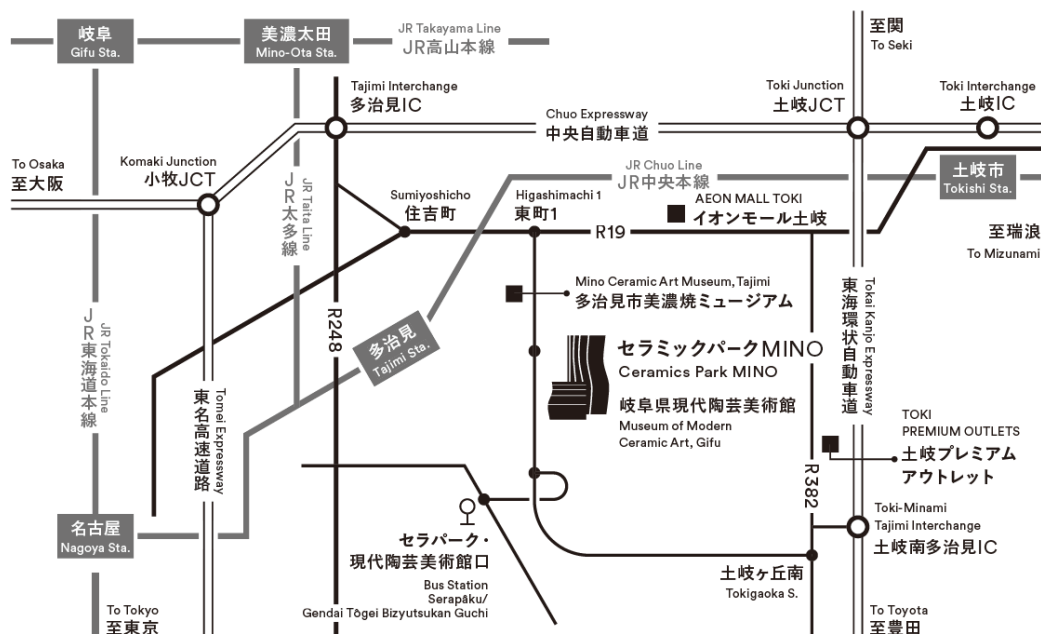 岐阜
Gifu Sta.
美濃太田
Mino-Ota Sta.
JR Takayama Line
JR高山本線
至関
To Seki
Tajimi Interchange
多治見IC
Toki Junction
土岐JCT
Toki Interchange
土岐IC
Chuo Expressway
中央自動車道
To Osaka
至大阪
Komaki Junction
小牧JCT
JR Taita Line
JR太多線
JR Chuo Line
JR中央本線
土岐市
Tokishi Sta.
Sumiyoshicho
住吉町
Higashimachi 1
東町1
R19
AEON MALL TOKI
イオンモール土岐
至瑞浪
To Mizunami
Mino Ceramic Art Museum, Tajimi
多治見市美濃焼ミュージアム
JR Tokaido Line
JR東海道本線
R248
多治見
Tajimi Sta.
セラミックパークMINO
Ceramics Park MINO
岐阜県現代陶芸美術館
Museum of Modern
Ceramic Art, Gifu
Tokai Kanjo Expressway
東海環状自動車道
Tomei Expressway
東名高速道路
TOKI
PREMIUM OUTLETS
土岐プレミアム
アウトレット
R382
Toki-Minami
Tajimi Interchange
土岐南多治見IC
名古屋
Nagoya Sta.
セラパーク・
現代陶芸美術館口
Bus Station
Serapâku/
Gendai Tôgei Bizyutsukan Guchi
土岐ヶ丘南
Tokigaoka S.
To Tokyo
至東京
To Toyota
至豊田